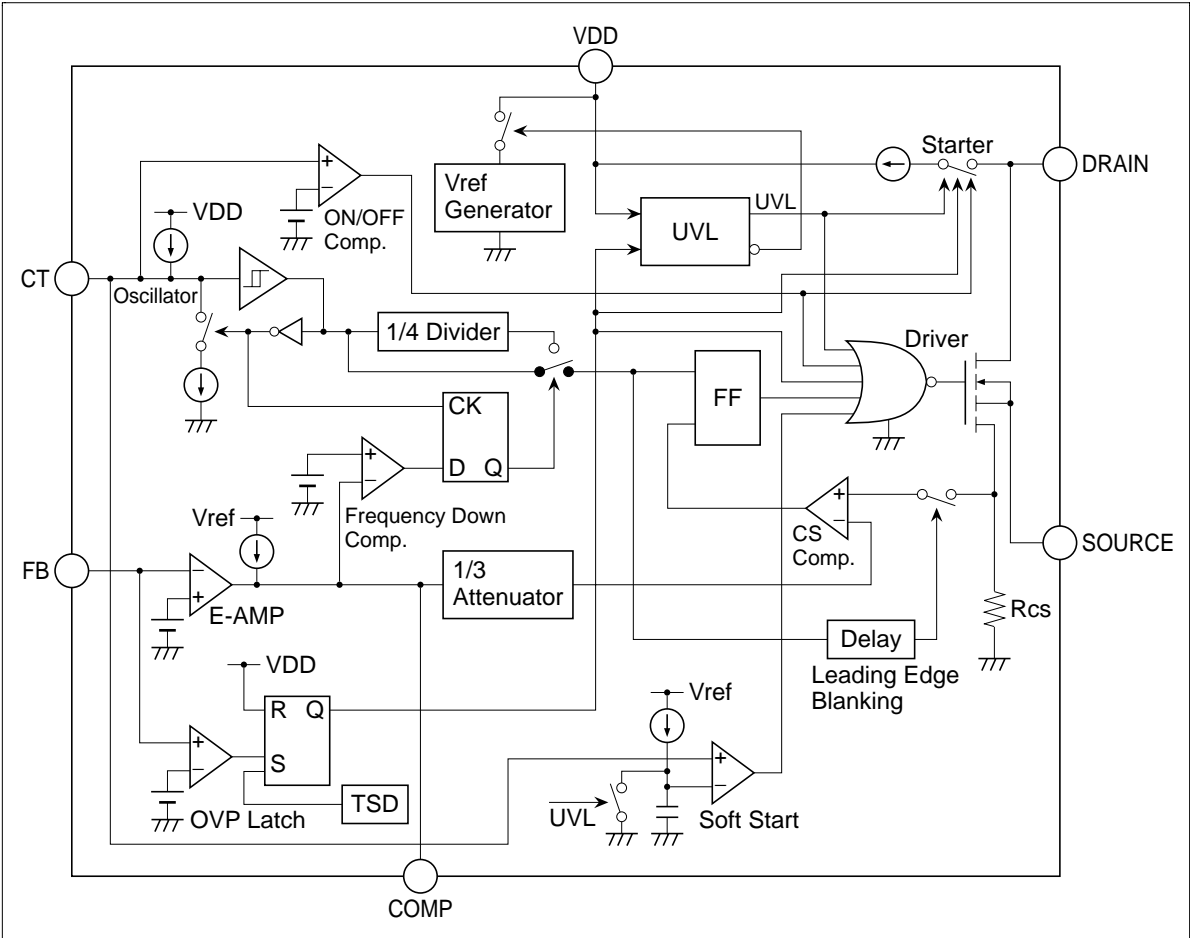 VDD
Starter
DRAIN
Vref
Generator
UVL
UVL
VDD
ON/OFF
Comp.
CT
Oscillator
1/4 Divider
Driver
FF
CK
D Q
Frequency Down
Comp.
Vref
CS
Comp.
SOURCE
FB
E-AMP
1/3
Attenuator
Rcs
Delay
Leading Edge
Blanking
VDD
R Q
S
Vref
TSD
OVP Latch
UVL
Soft Start
COMP